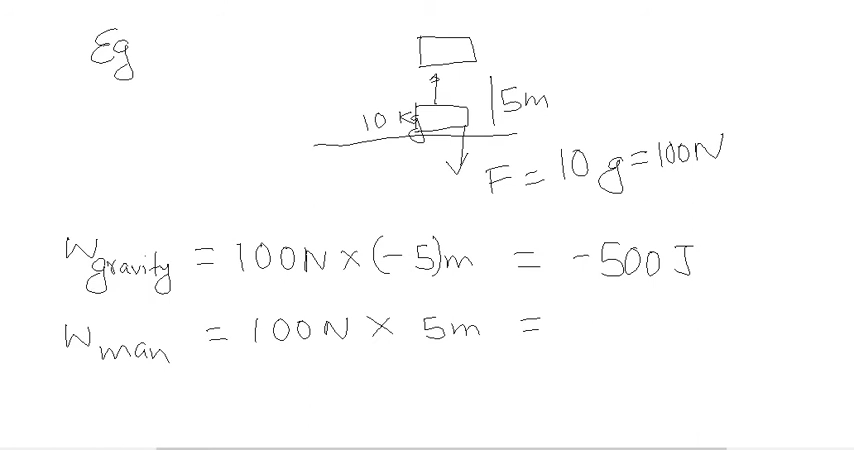 Eg
5m
10 Kg
F = 10 g = 100N
W gravity = 100N × (-5)m = -500 J
W man = 100N × 5m =